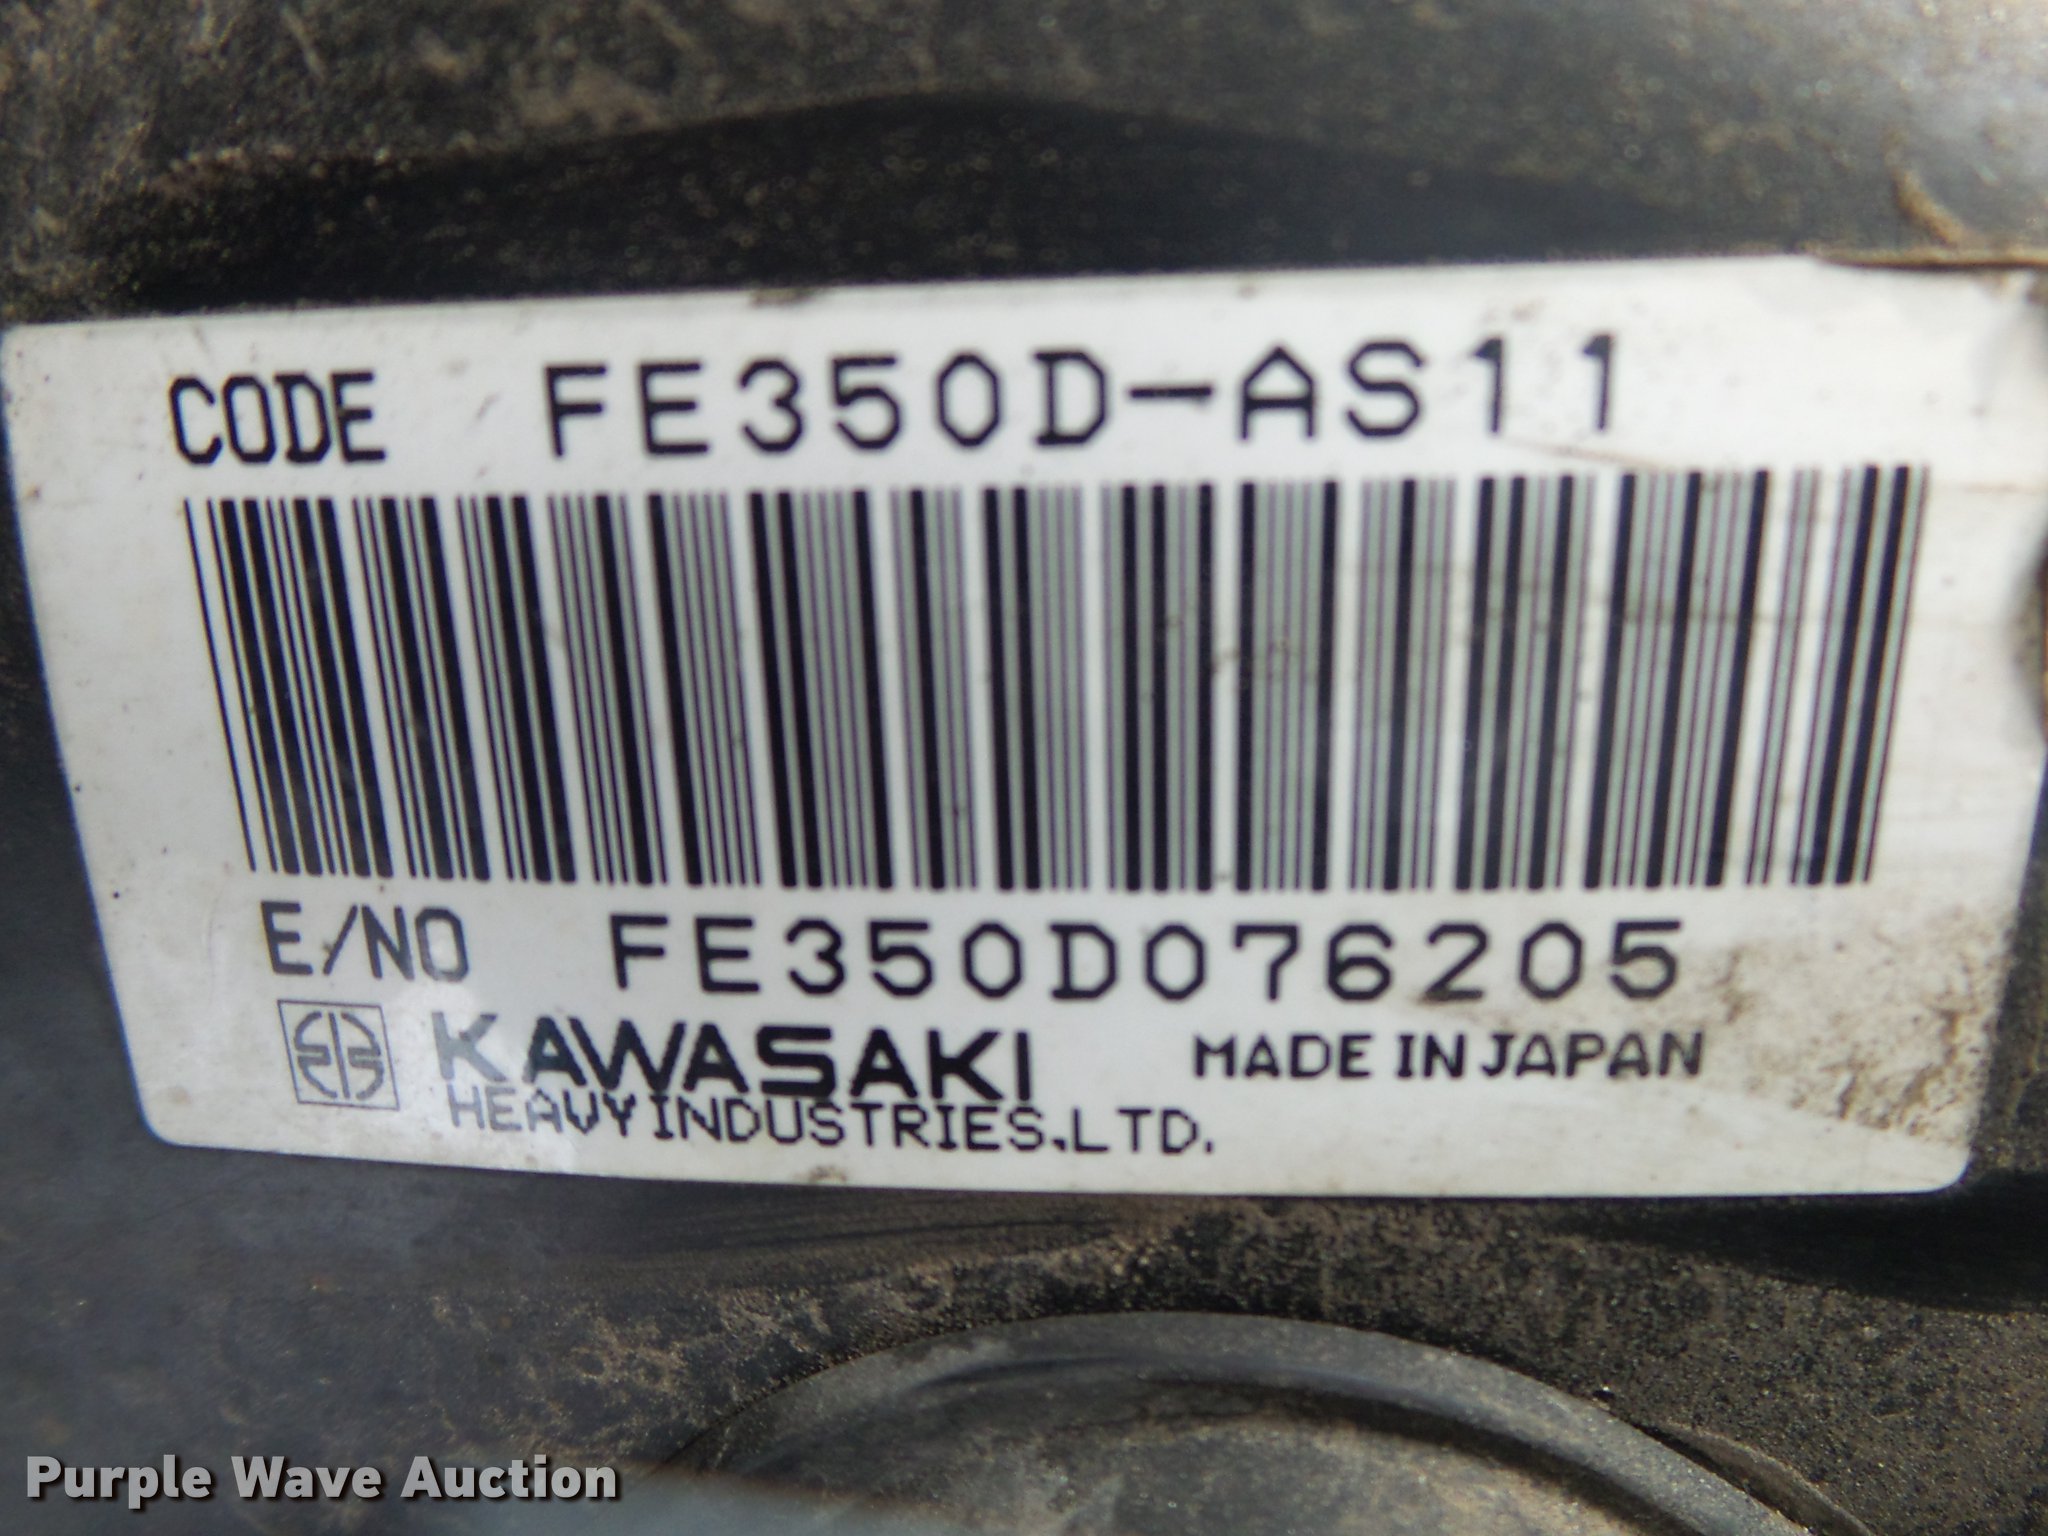 CODE FE350D-AS11
E/NO FE350D076205
KAWASAKI MADE IN JAPAN
HEAVY INDUSTRIES,LTD.
Purple Wave Auction